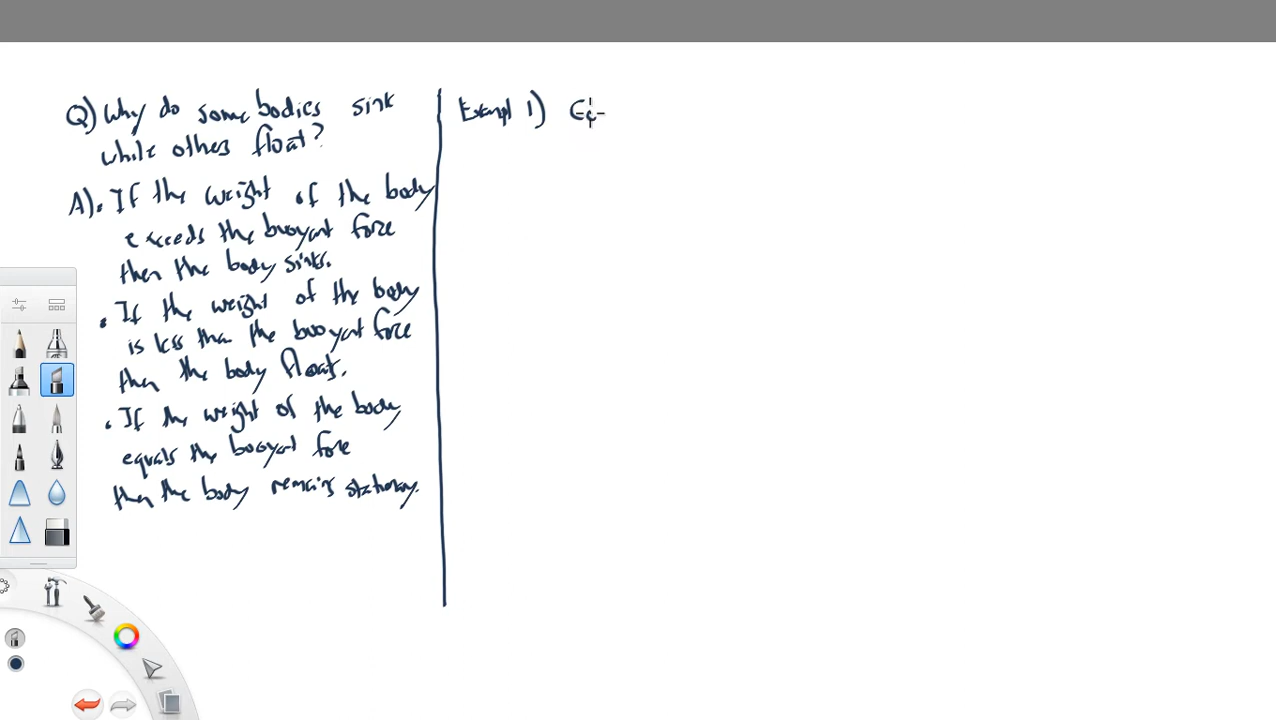 Q) Why do some bodies sink
while others float?
A). If the weight of the body
exceeds the buoyant force
then the body sinks.
. If the weight of the body
is less than the buoyant force
then the body float.
. If the weight of the body
equals the buoyant force
then the body remains stationary.
Exampl 1)